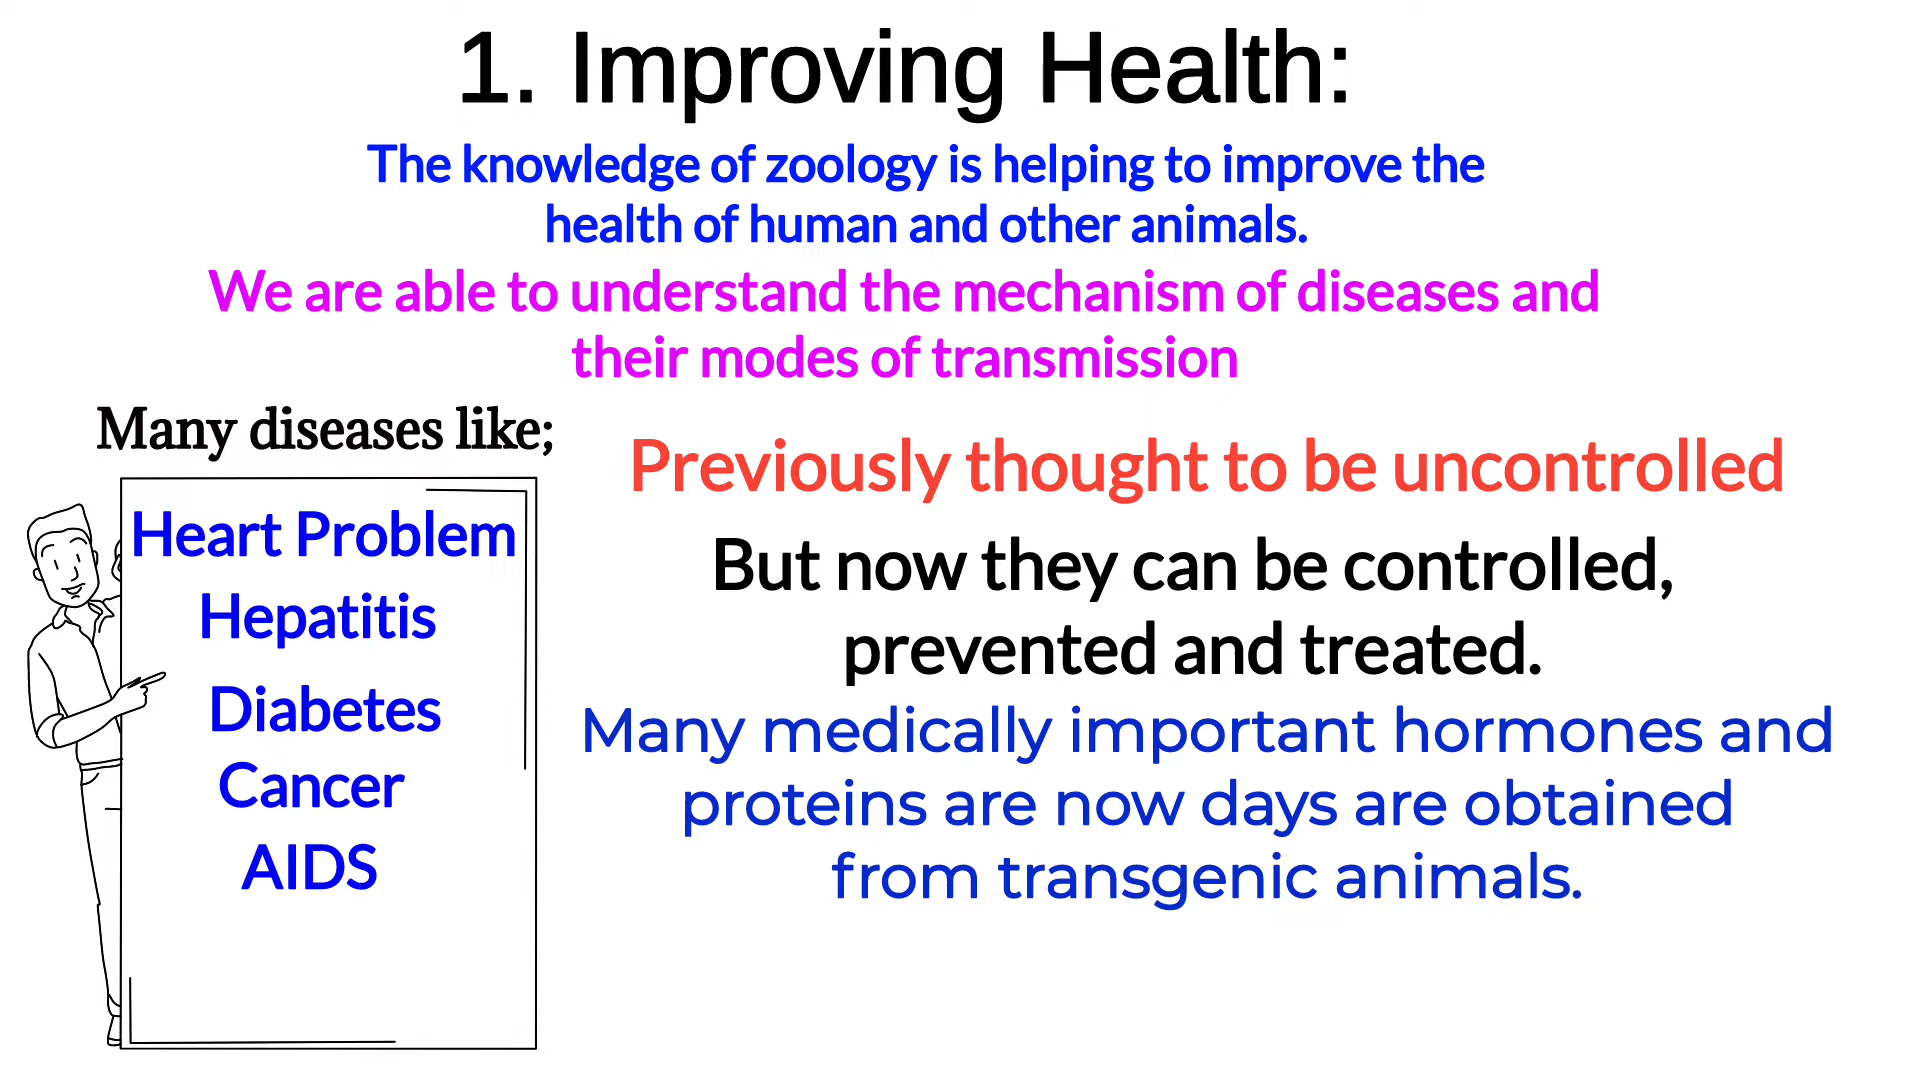 1. Improving Health:
The knowledge of zoology is helping to improve the
health of human and other animals.
We are able to understand the mechanism of diseases and
their modes of transmission
Many diseases like;
Heart Problem
Hepatitis
Diabetes
Cancer
AIDS
Previously thought to be uncontrolled
But now they can be controlled,
prevented and treated.
Many medically important hormones and
proteins are now days are obtained
from transgenic animals.